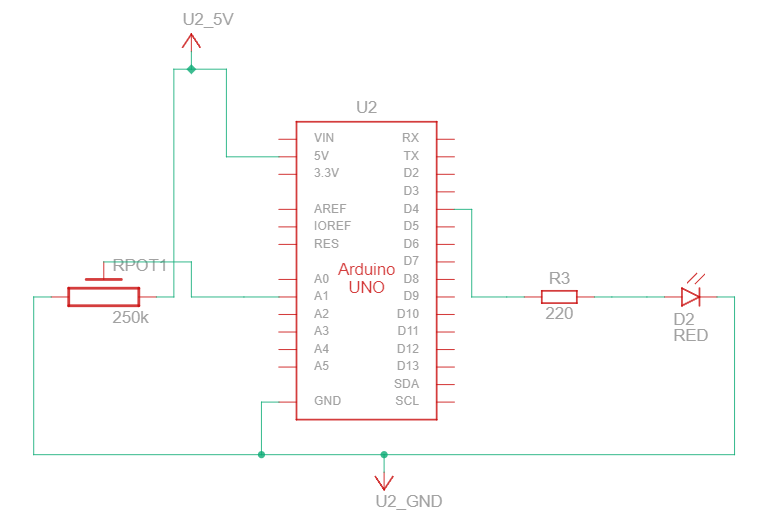 U2_5V
U2
VIN
5V
3.3V
AREF
IOREF
RES
A0
A1
A2
A3
A4
A5
GND
Arduino
UNO
RX
TX
D2
D3
D4
D5
D6
D7
D8
D9
D10
D11
D12
D13
SDA
SCL
RPOT1
250k
R3
220
D2
RED
U2_GND